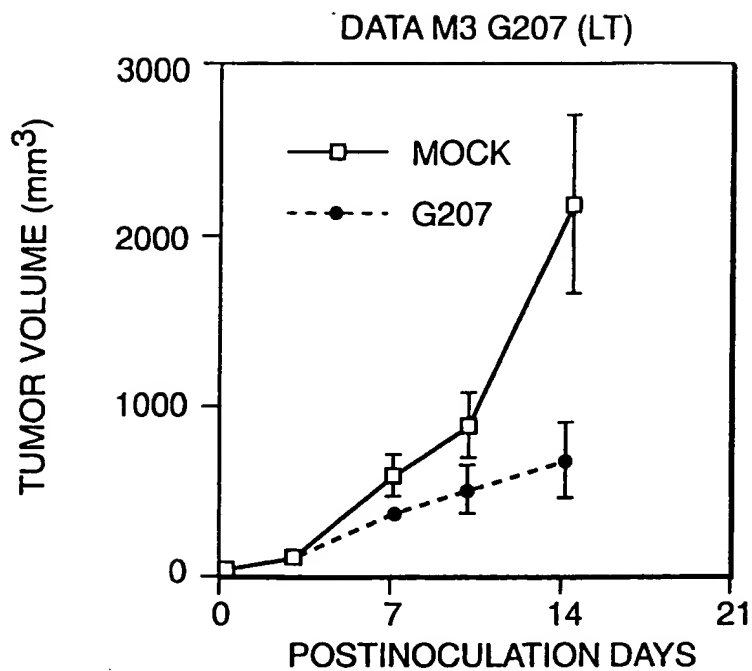 DATA M3 G207 (LT)
3000
2000
1000
0
TUMOR VOLUME (mm³)
MOCK
G207
0 7 14 21
POSTINOCULATION DAYS